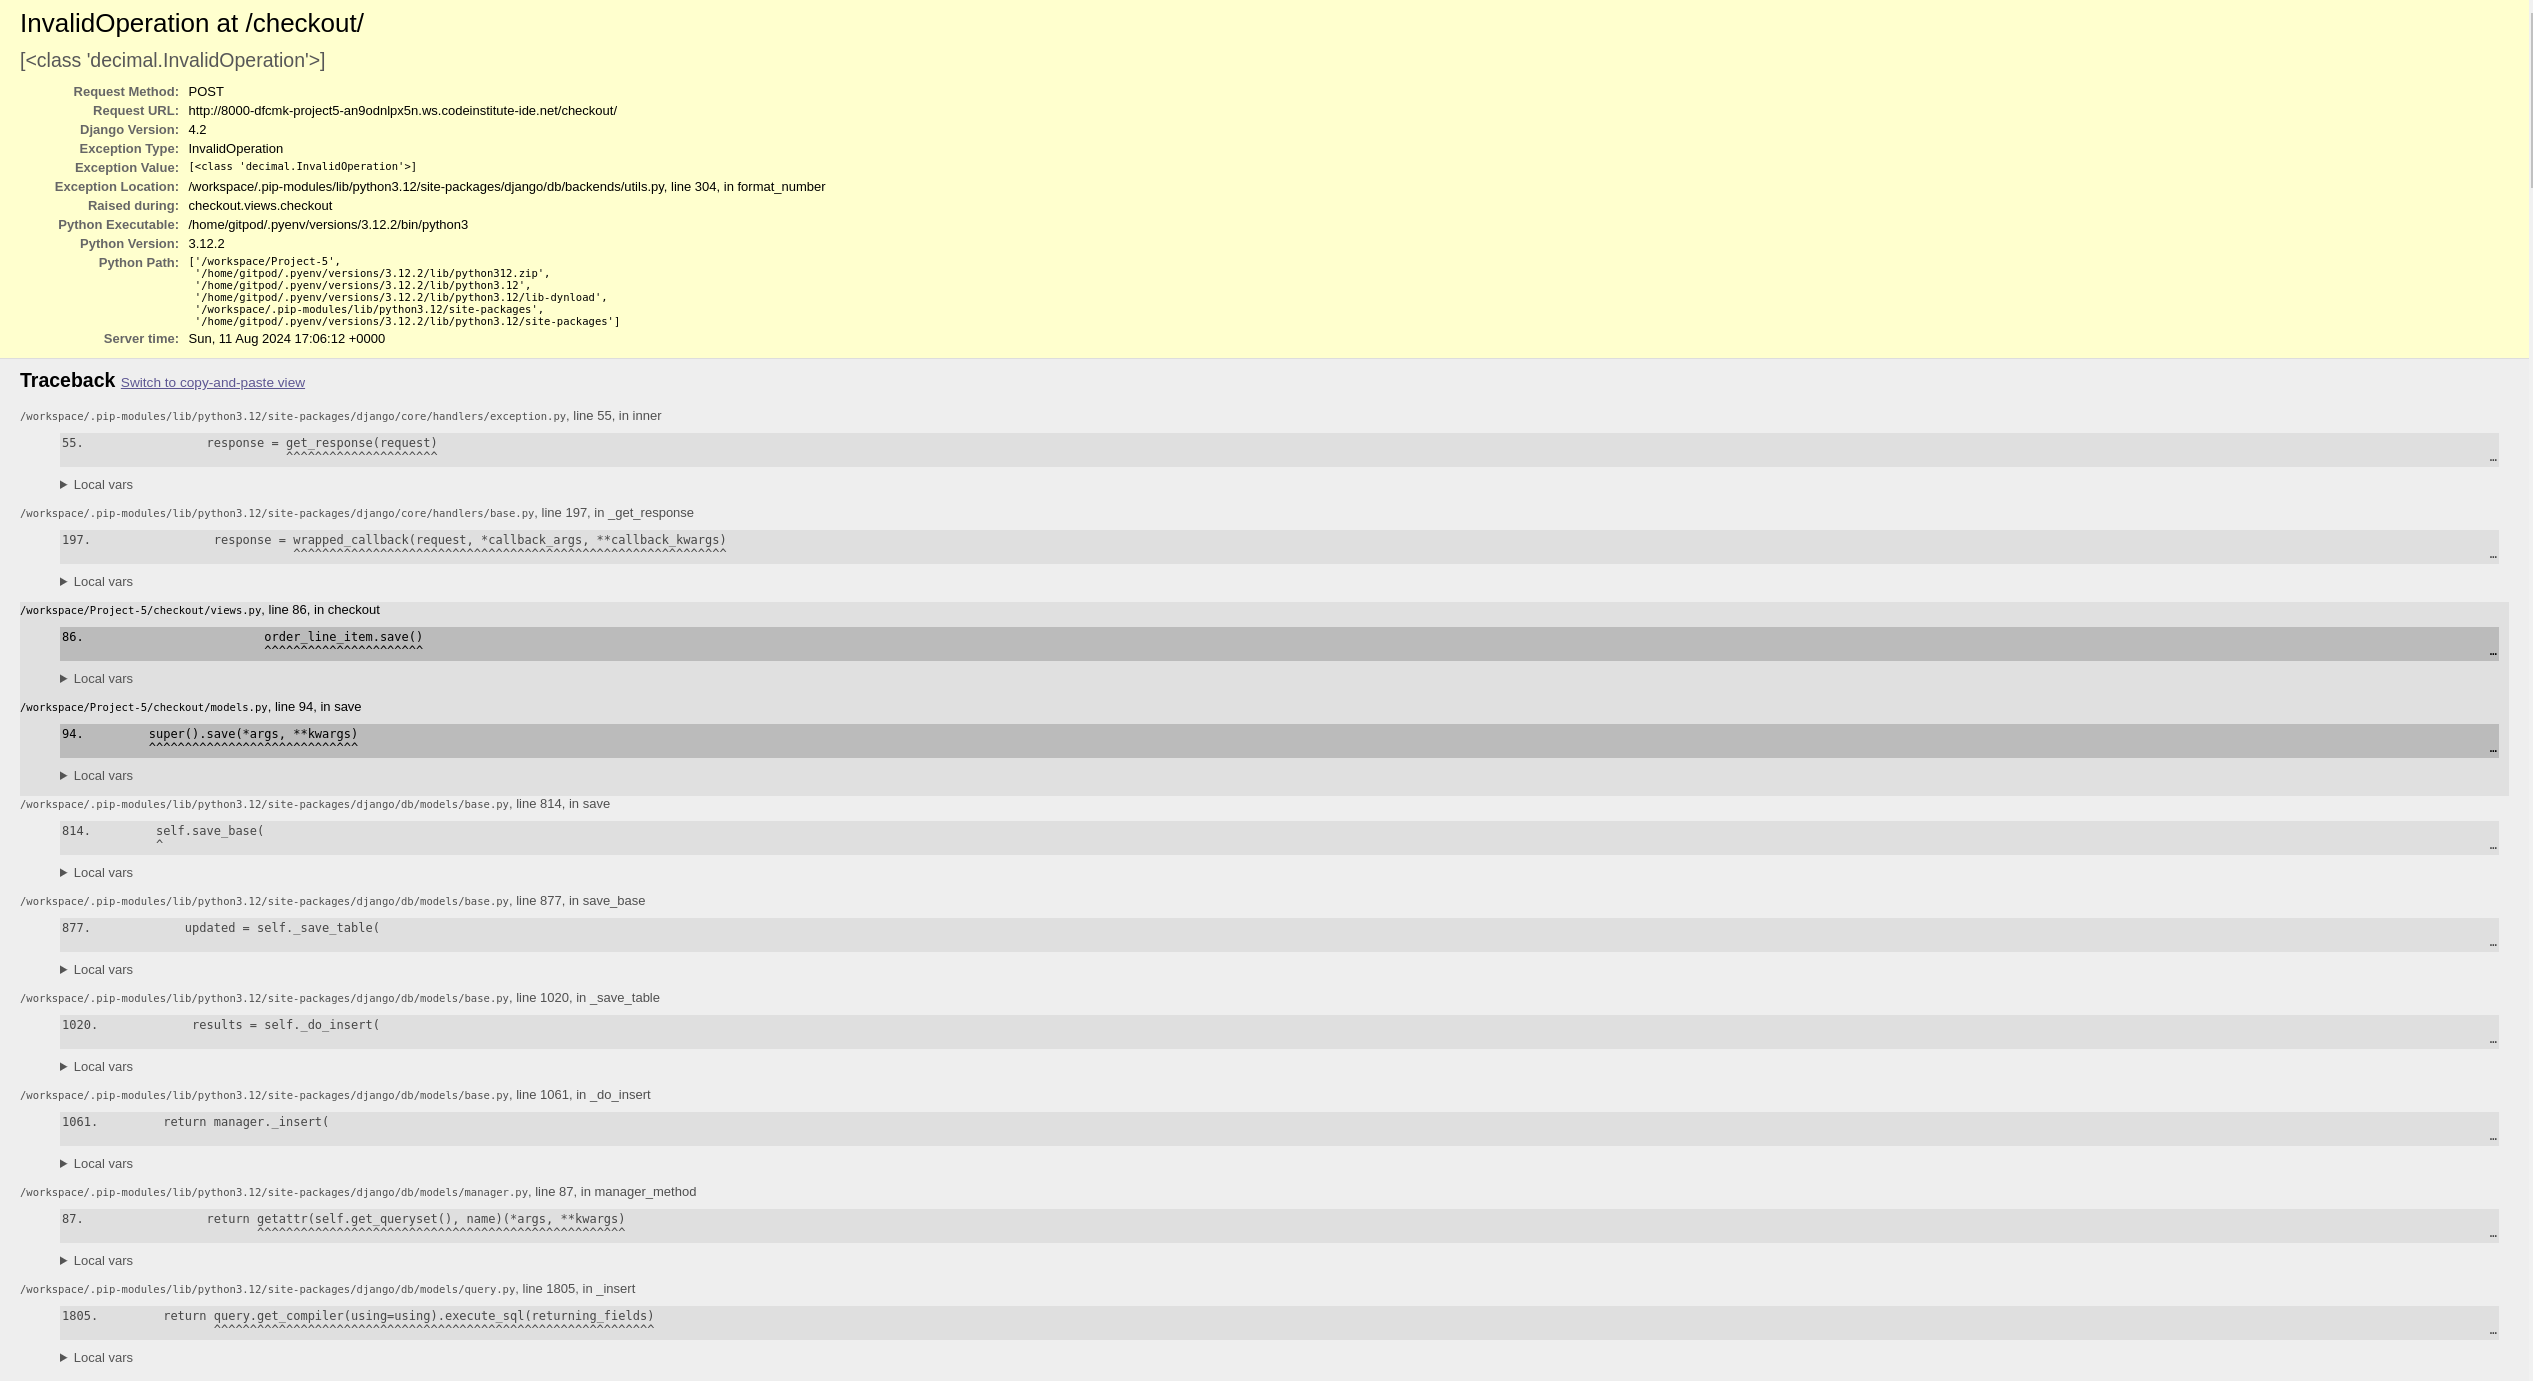 InvalidOperation at /checkout/
[<class 'decimal.InvalidOperation'>]
Request Method: POST
Request URL: http://8000-dfcmk-project5-an9odnlpx5n.ws.codeinstitute-ide.net/checkout/
Django Version: 4.2
Exception Type: InvalidOperation
Exception Value: [<class 'decimal.InvalidOperation'>]
Exception Location: /workspace/.pip-modules/lib/python3.12/site-packages/django/db/backends/utils.py, line 304, in format_number
Raised during: checkout.views.checkout
Python Executable: /home/gitpod/.pyenv/versions/3.12.2/bin/python3
Python Version: 3.12.2
Python Path: ['/workspace/Project-5',
'/home/gitpod/.pyenv/versions/3.12.2/lib/python312.zip',
'/home/gitpod/.pyenv/versions/3.12.2/lib/python3.12',
'/home/gitpod/.pyenv/versions/3.12.2/lib/python3.12/lib-dynload',
'/workspace/.pip-modules/lib/python3.12/site-packages',
'/home/gitpod/.pyenv/versions/3.12.2/lib/python3.12/site-packages']
Server time: Sun, 11 Aug 2024 17:06:12 +0000
Traceback Switch to copy-and-paste view
/workspace/.pip-modules/lib/python3.12/site-packages/django/core/handlers/exception.py, line 55, in inner
55. response = get_response(request)
^^^^^^^^^^^^^^^^^^^^^ …
▶ Local vars
/workspace/.pip-modules/lib/python3.12/site-packages/django/core/handlers/base.py, line 197, in _get_response
197. response = wrapped_callback(request, *callback_args, **callback_kwargs)
^^^^^^^^^^^^^^^^^^^^^^^^^^^^^^^^^^^^^^^^^^^^^^^^^^^^^^^^^^^^ …
▶ Local vars
/workspace/Project-5/checkout/views.py, line 86, in checkout
86. order_line_item.save()
^^^^^^^^^^^^^^^^^^^^^^ …
▶ Local vars
/workspace/Project-5/checkout/models.py, line 94, in save
94. super().save(*args, **kwargs)
^^^^^^^^^^^^^^^^^^^^^^^^^^^^^ …
▶ Local vars
/workspace/.pip-modules/lib/python3.12/site-packages/django/db/models/base.py, line 814, in save
814. self.save_base(
^ …
▶ Local vars
/workspace/.pip-modules/lib/python3.12/site-packages/django/db/models/base.py, line 877, in save_base
877. updated = self._save_table(
…
▶ Local vars
/workspace/.pip-modules/lib/python3.12/site-packages/django/db/models/base.py, line 1020, in _save_table
1020. results = self._do_insert(
…
▶ Local vars
/workspace/.pip-modules/lib/python3.12/site-packages/django/db/models/base.py, line 1061, in _do_insert
1061. return manager._insert(
…
▶ Local vars
/workspace/.pip-modules/lib/python3.12/site-packages/django/db/models/manager.py, line 87, in manager_method
87. return getattr(self.get_queryset(), name)(*args, **kwargs)
^^^^^^^^^^^^^^^^^^^^^^^^^^^^^^^^^^^^^^^^^^^^^^^^^^^ …
▶ Local vars
/workspace/.pip-modules/lib/python3.12/site-packages/django/db/models/query.py, line 1805, in _insert
1805. return query.get_compiler(using=using).execute_sql(returning_fields)
^^^^^^^^^^^^^^^^^^^^^^^^^^^^^^^^^^^^^^^^^^^^^^^^^^^^^^^^^^^^^ …
▶ Local vars